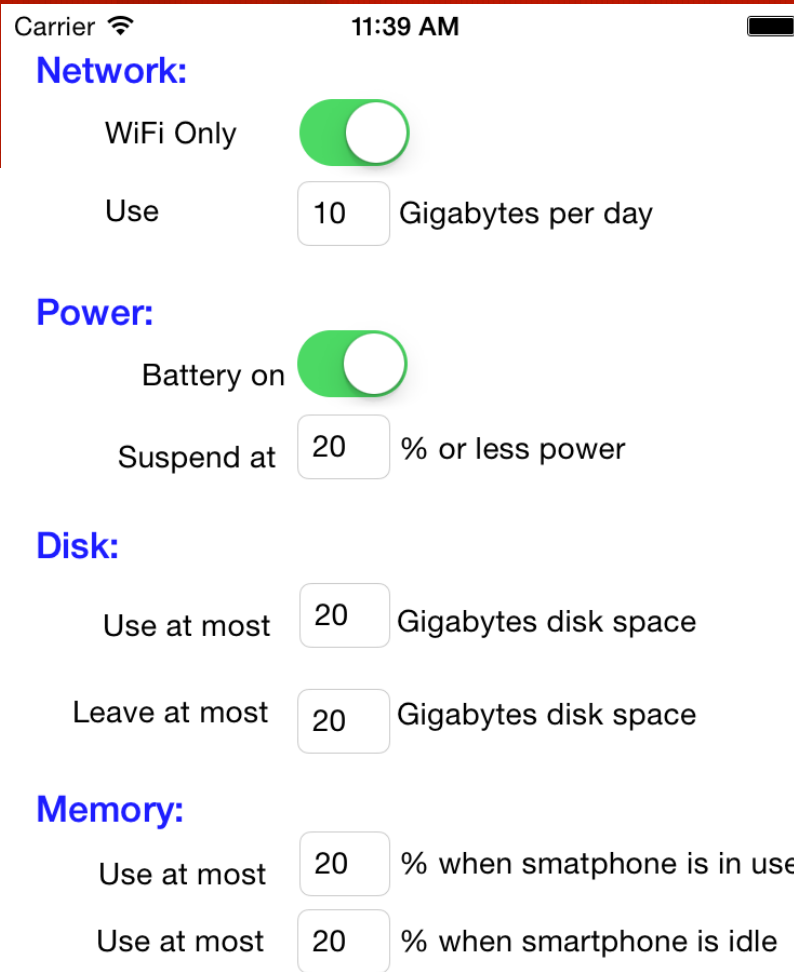 Carrier 11:39 AM
Network:
WiFi Only
Use 10 Gigabytes per day
Power:
Battery on
Suspend at 20 % or less power
Disk:
Use at most 20 Gigabytes disk space
Leave at most 20 Gigabytes disk space
Memory:
Use at most 20 % when smatphone is in use
Use at most 20 % when smartphone is idle